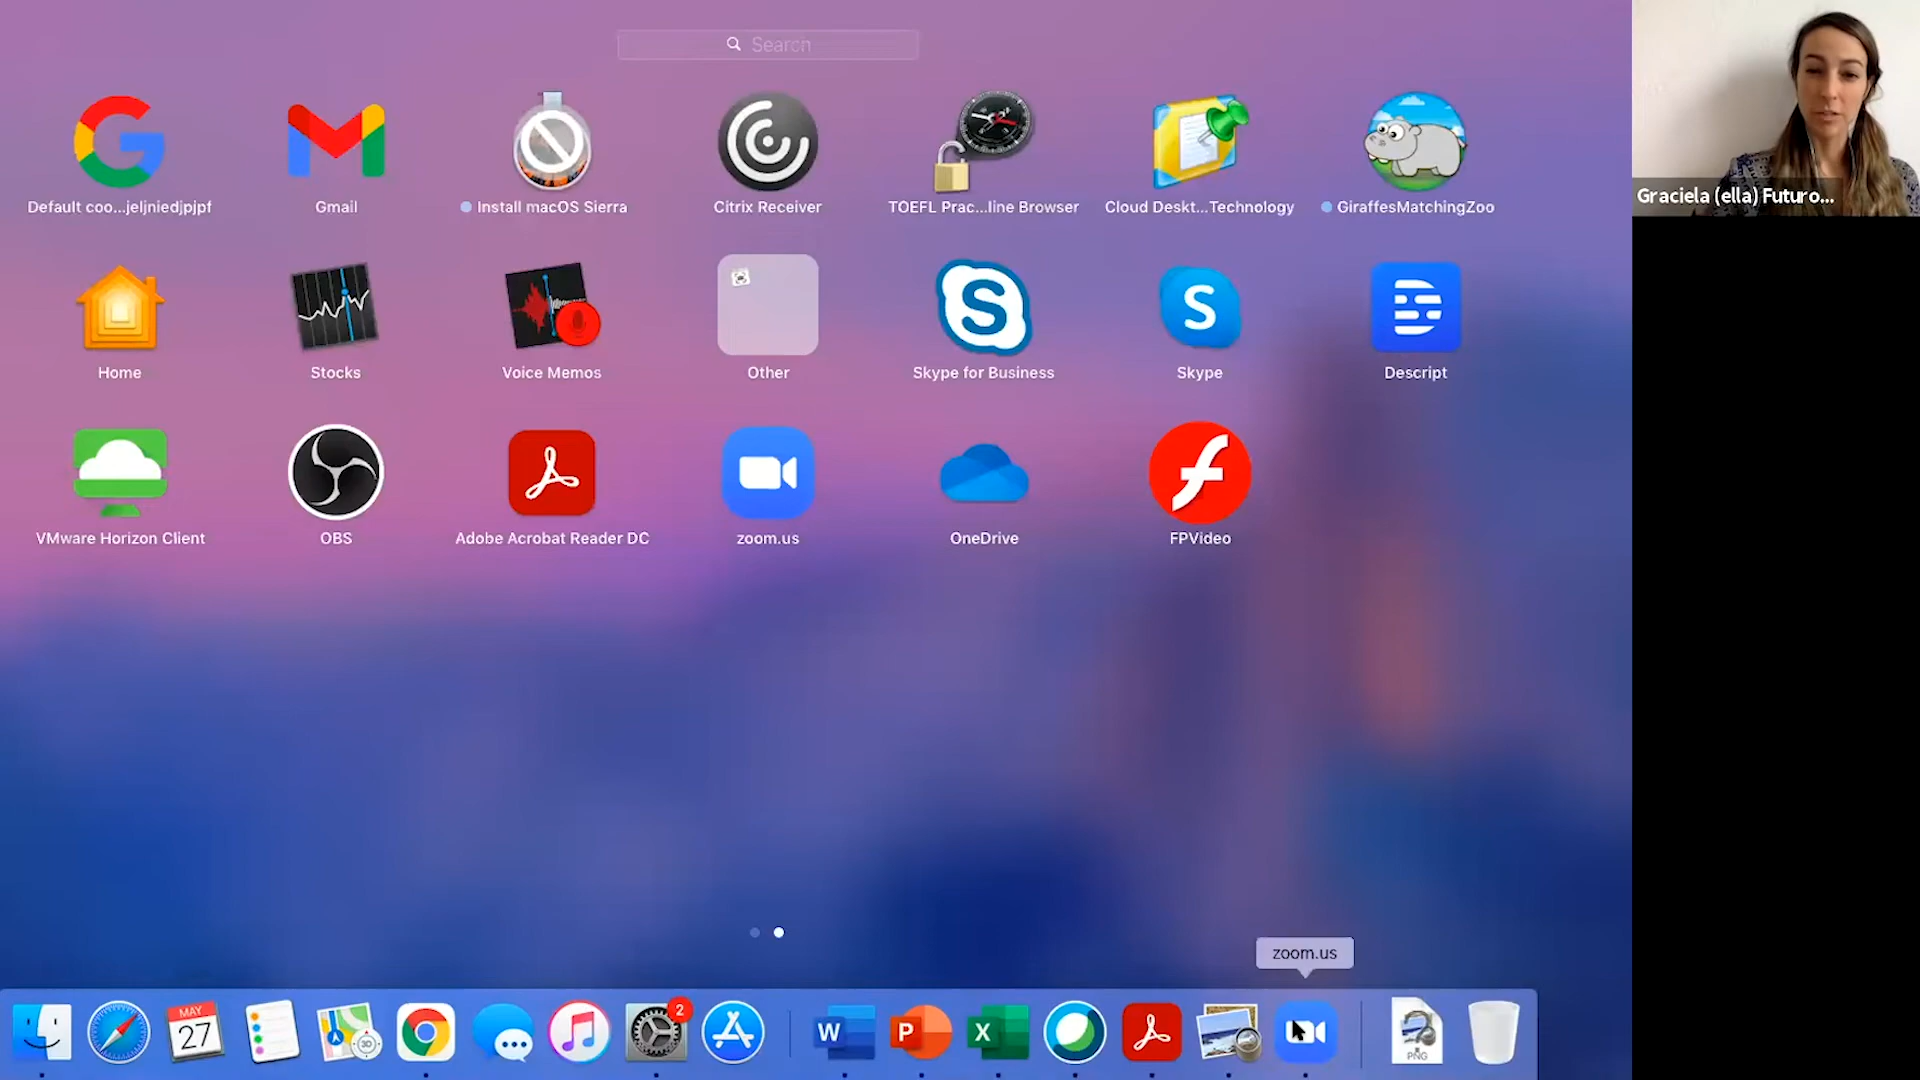 Search
Graciela (ella) Futuro...
Default coo...jeljniedjpjpf
Gmail
Install macOS Sierra
Citrix Receiver
TOEFL Prac...line Browser
Cloud Deskt...Technology
GiraffesMatchingZoo
Home
Stocks
Voice Memos
Other
Skype for Business
Skype
Descript
VMware Horizon Client
OBS
Adobe Acrobat Reader DC
zoom.us
OneDrive
FPVideo
zoom.us
MAY
27
3D
2
W
P
X
PNG